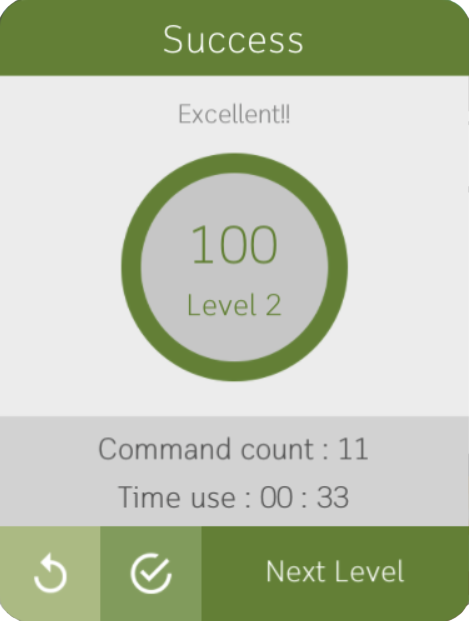 Success
Excellent!!
100
Level 2
Command count : 11
Time use : 00 : 33
Next Level